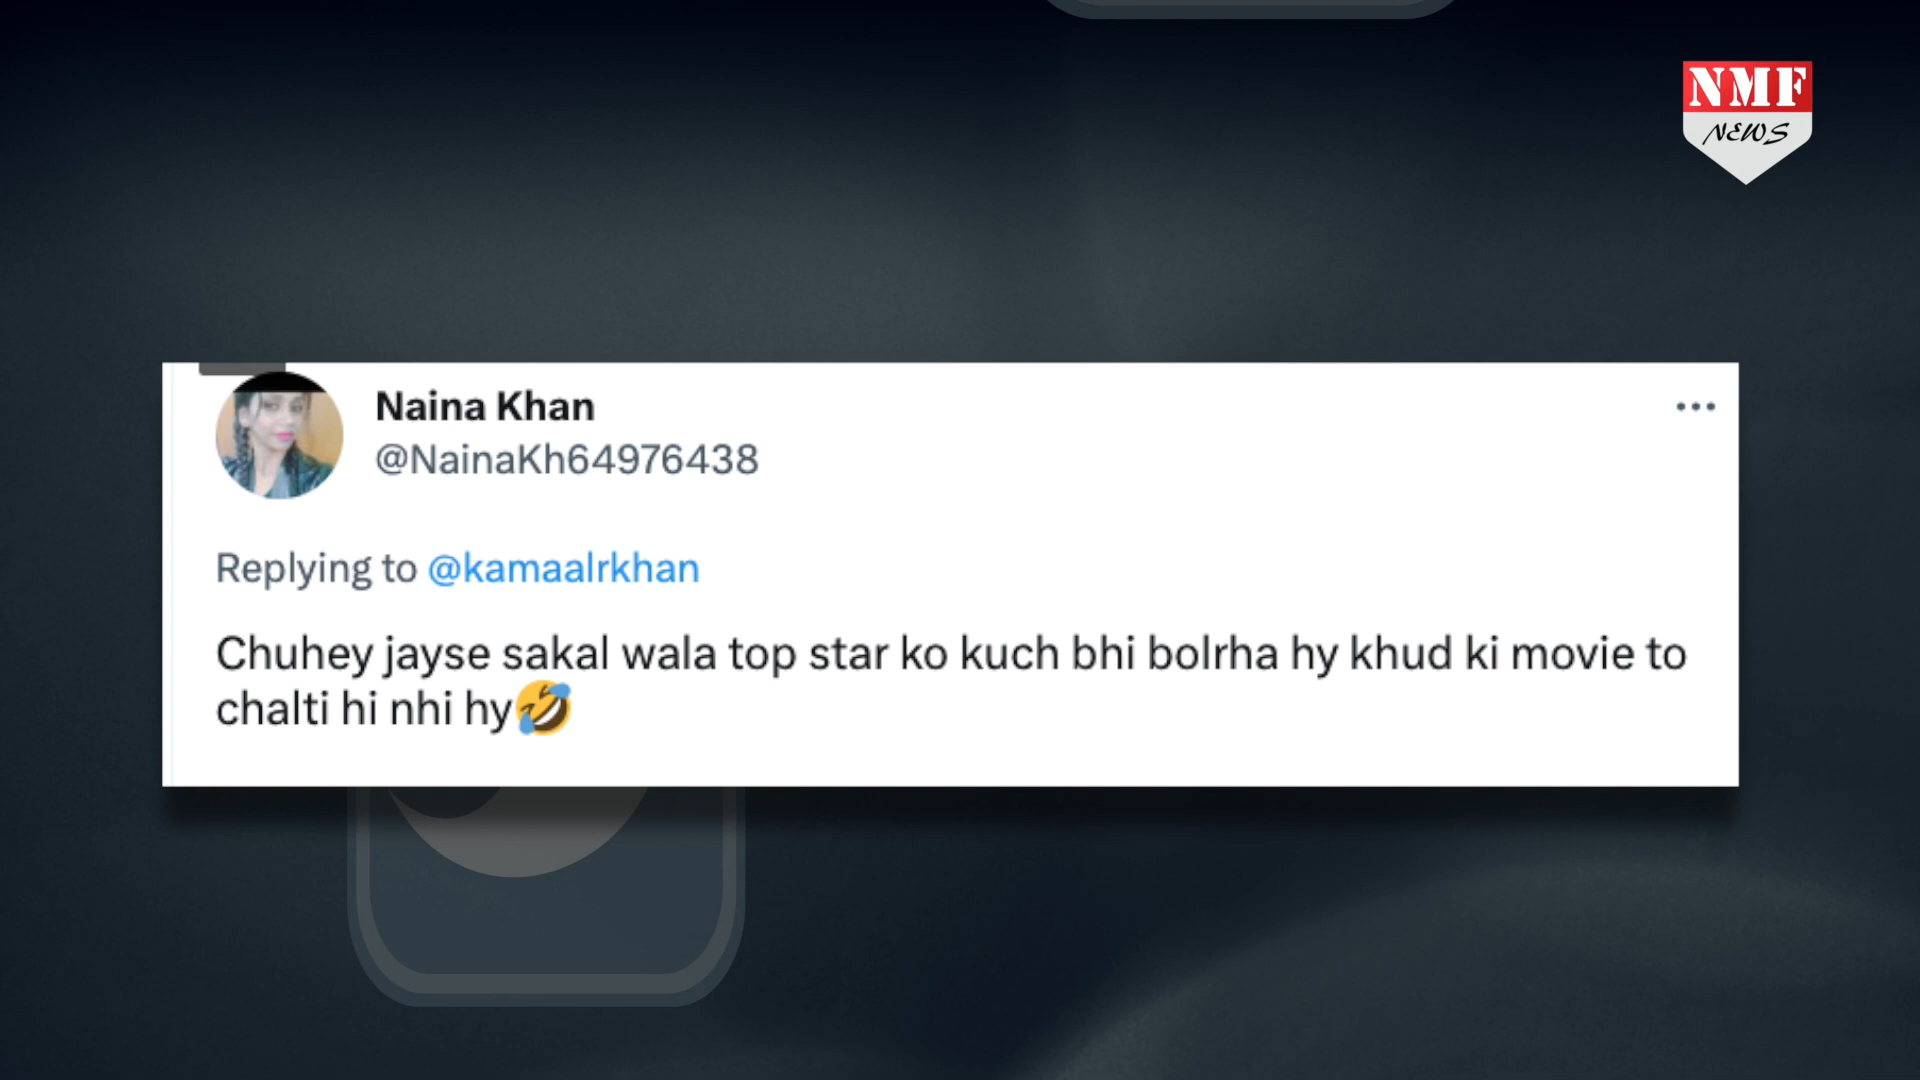 NMF
NEWS
Naina Khan
@NainaKh64976438
Replying to @kamaalrkhan
Chuhey jayse sakal wala top star ko kuch bhi bolrha hy khud ki movie to
chalti hi nhi hy🤣